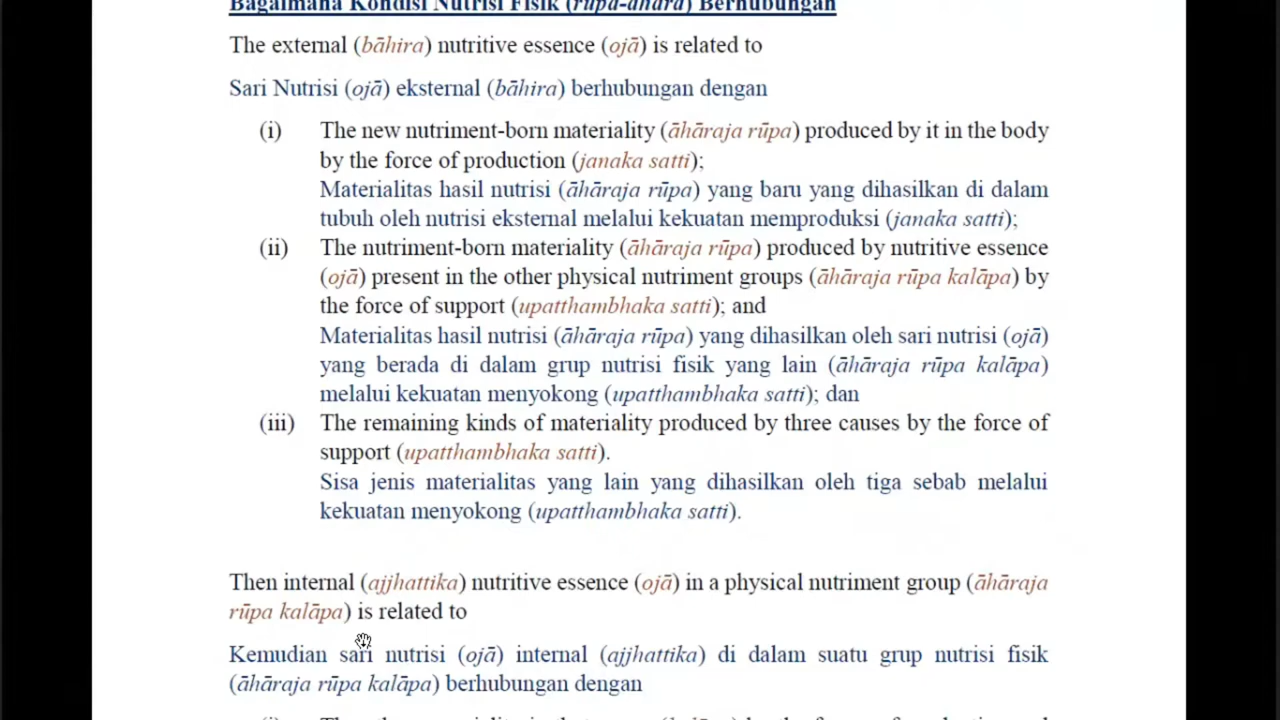 Bagaimana Kondisi Nutrisi Fisik (rūpa-āhāra) Berhubungan
The external (bāhira) nutritive essence (ojā) is related to
Sari Nutrisi (ojā) eksternal (bāhira) berhubungan dengan
(i) The new nutriment-born materiality (āhāraja rūpa) produced by it in the body
by the force of production (janaka satti);
Materialitas hasil nutrisi (āhāraja rūpa) yang baru yang dihasilkan di dalam
tubuh oleh nutrisi eksternal melalui kekuatan memproduksi (janaka satti);
(ii) The nutriment-born materiality (āhāraja rūpa) produced by nutritive essence
(ojā) present in the other physical nutriment groups (āhāraja rūpa kalāpa) by
the force of support (upatthambhaka satti); and
Materialitas hasil nutrisi (āhāraja rūpa) yang dihasilkan oleh sari nutrisi (ojā)
yang berada di dalam grup nutrisi fisik yang lain (āhāraja rūpa kalāpa)
melalui kekuatan menyokong (upatthambhaka satti); dan
(iii) The remaining kinds of materiality produced by three causes by the force of
support (upatthambhaka satti).
Sisa jenis materialitas yang lain yang dihasilkan oleh tiga sebab melalui
kekuatan menyokong (upatthambhaka satti).
Then internal (ajjhattika) nutritive essence (ojā) in a physical nutriment group (āhāraja
rūpa kalāpa) is related to
Kemudian sari nutrisi (ojā) internal (ajjhattika) di dalam suatu grup nutrisi fisik
(āhāraja rūpa kalāpa) berhubungan dengan